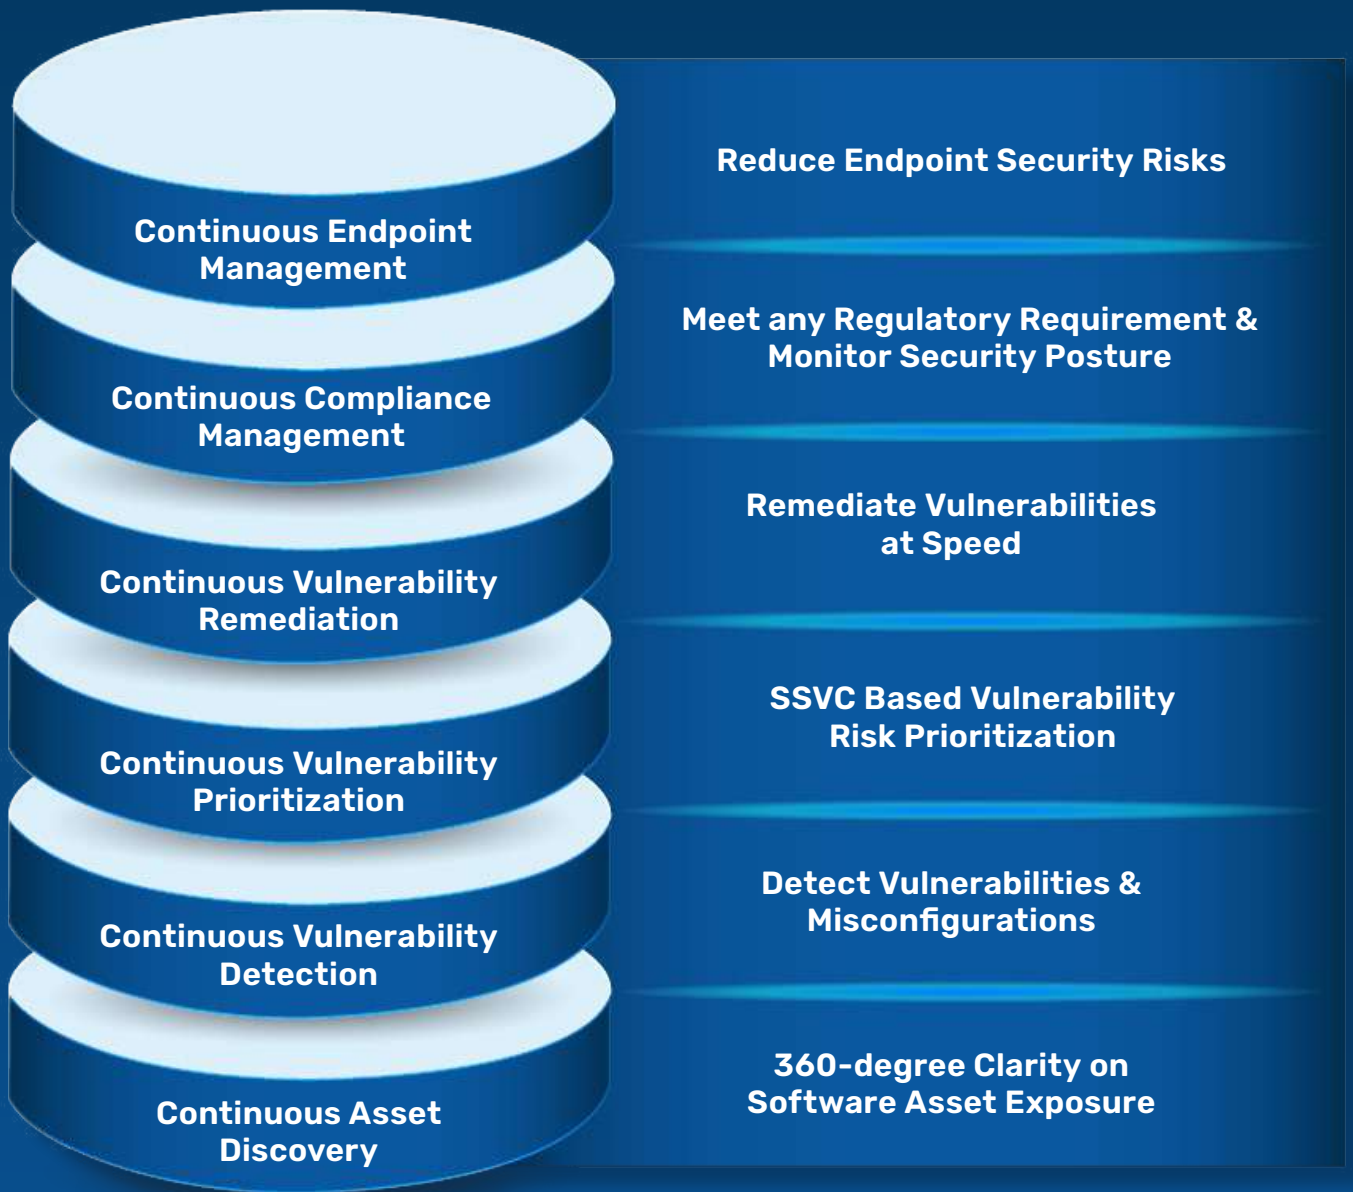 Continuous Endpoint
Management
Reduce Endpoint Security Risks
Continuous Compliance
Management
Meet any Regulatory Requirement &
Monitor Security Posture
Continuous Vulnerability
Remediation
Remediate Vulnerabilities
at Speed
Continuous Vulnerability
Prioritization
SSVC Based Vulnerability
Risk Prioritization
Continuous Vulnerability
Detection
Detect Vulnerabilities &
Misconfigurations
Continuous Asset
Discovery
360-degree Clarity on
Software Asset Exposure